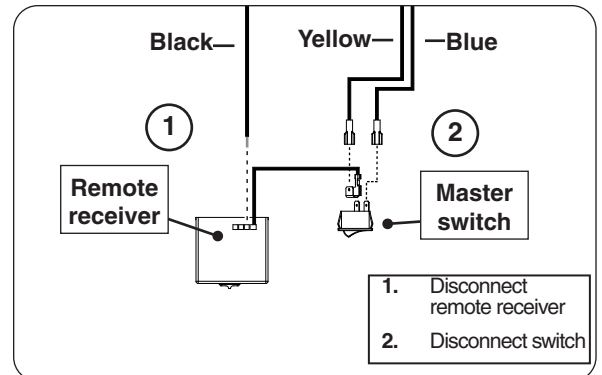 Black
Yellow
Blue
1
2
Remote
receiver
Master
switch
1. Disconnect
remote receiver
2. Disconnect switch